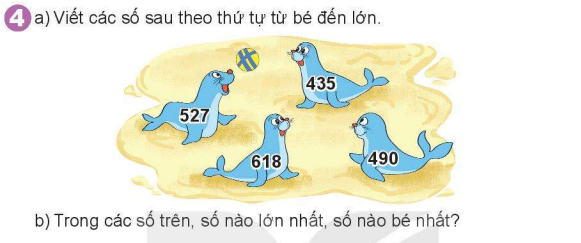 4 a) Viết các số sau theo thứ tự từ bé đến lớn.
435
527
618
490
b) Trong các số trên, số nào lớn nhất, số nào bé nhất?